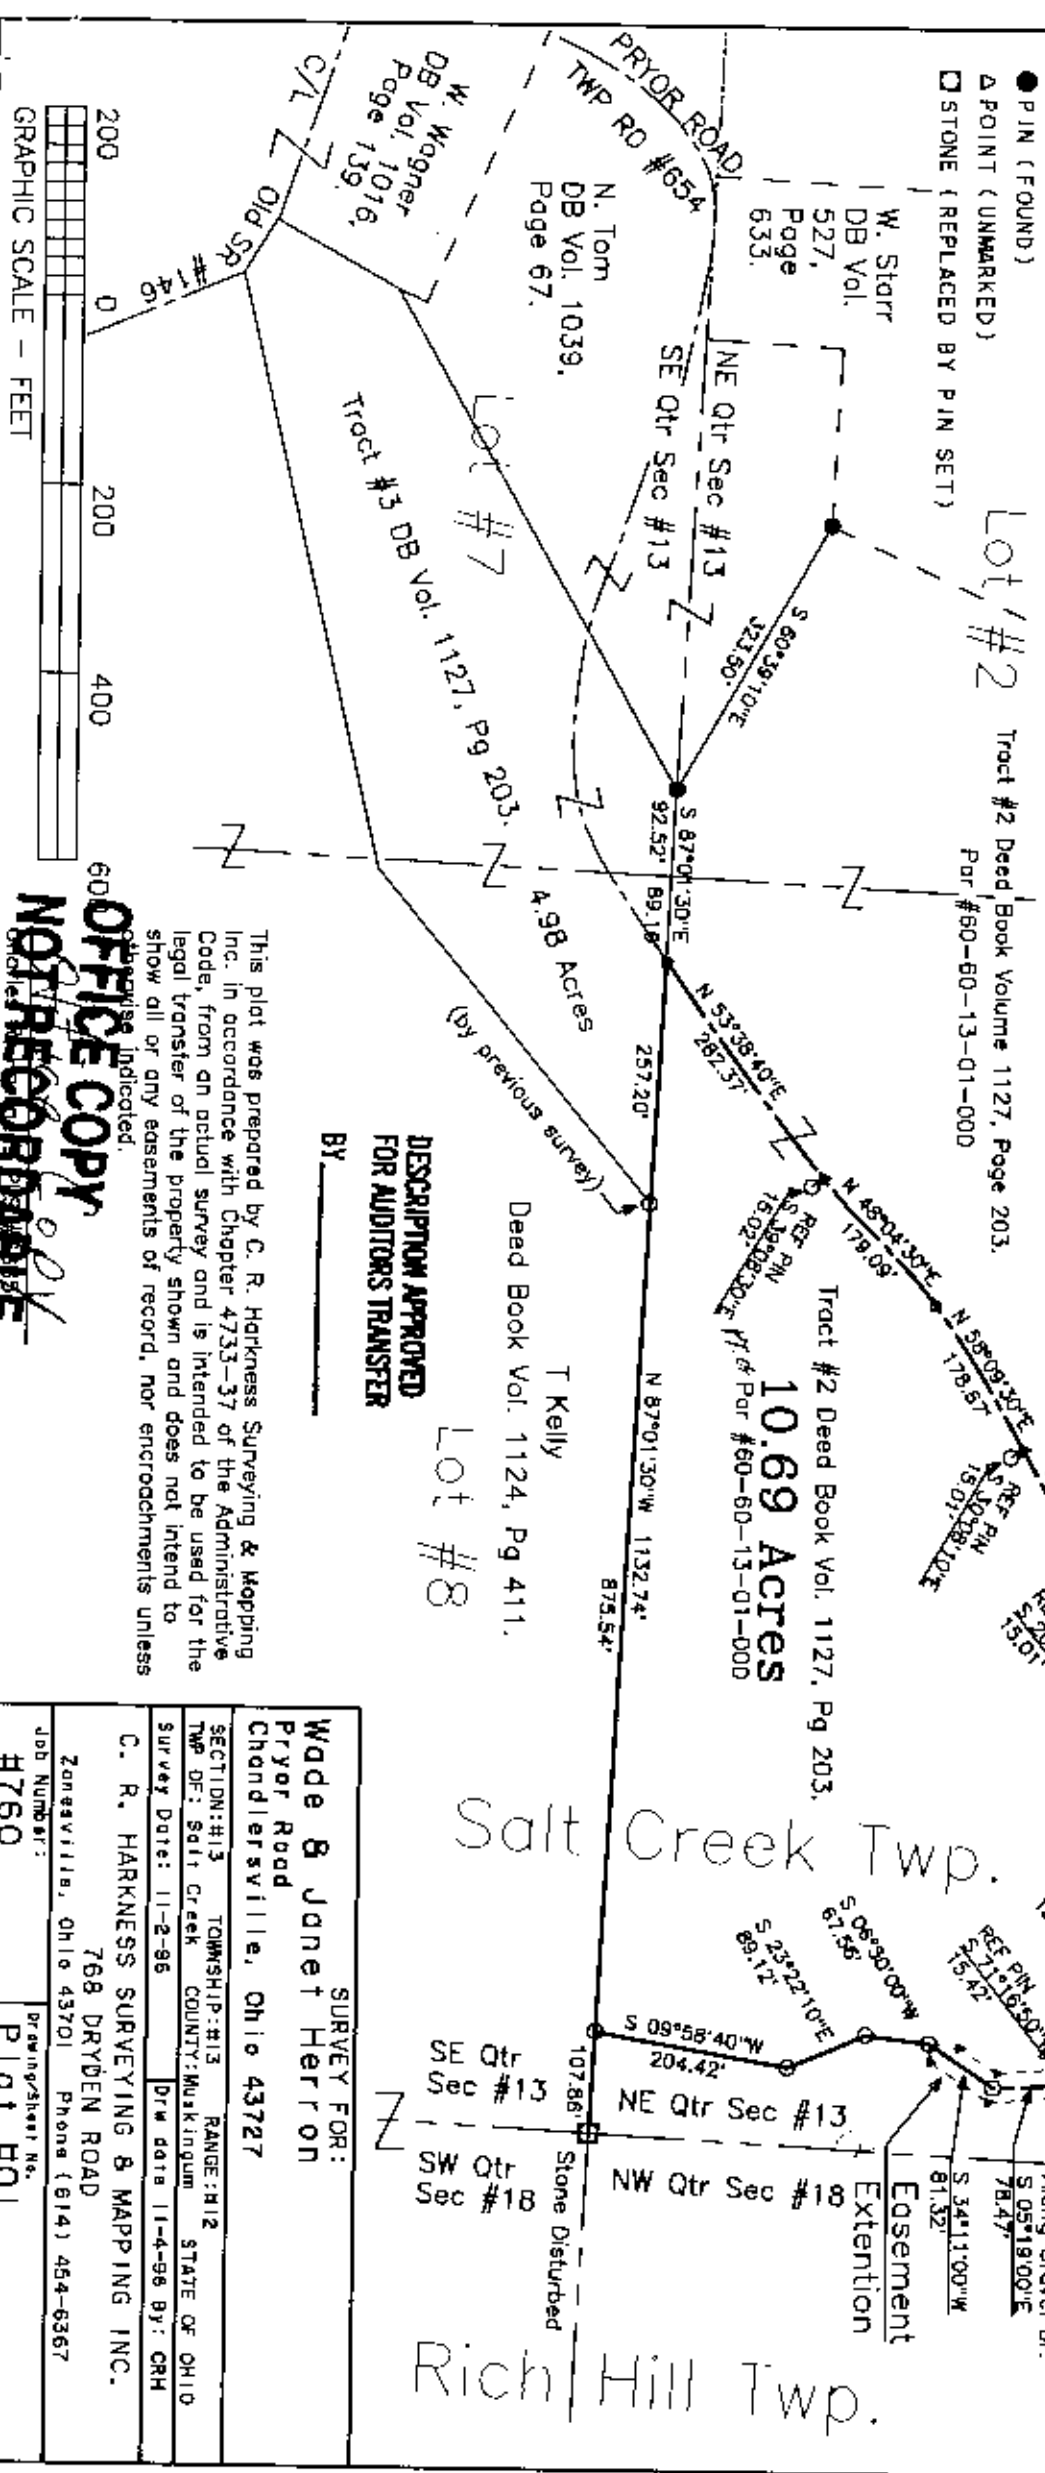 ● PIN (FOUND)
△ POINT (UNMARKED)
□ STONE (REPLACED BY PIN SET)
Lot #2
Tract #2 Deed Book Volume 1127, Page 203.
Par #60-60-13-01-000
PRYOR ROAD
TWP RD #654
W. Starr
DB Vol.
527,
Page
633.
N. Tom
DB Vol. 1039,
Page 67.
W. Wagner
DB Vol. 1016,
Page 139.
C/L
Old SR #146
NE Qtr Sec #13
SE Qtr Sec #13
Lot #7
Tract #3 DB Vol. 1127, Pg 203.
4.98 Acres
(by previous survey)
S 60°39'10"E
323.50'
S 87°01'30"E
92.52'
N 53°38'40"E
282.37'
N 48°04'30"E
179.09'
N 58°09'30"E
178.67'
REF PIN
S 39°08'30"E
15.02'
REF PIN
15.01'
Tract #2 Deed Book Vol. 1127, Pg 203.
10.69 Acres
Pt. of Par #60-60-13-01-000
257.20'
N 87°01'30"W 1132.74'
875.54'
T Kelly
Deed Book Vol. 1124, Pg 411.
Lot #8
Salt Creek Twp.
REF PIN
S 71°16'50"
15.42'
S 06°30'00"W
67.56'
S 23°22'10"E
89.12'
S 09°58'40"W
204.42'
107.86'
S 05°19'00"E
78.47'
S 34°11'00"W
81.32'
Easement
Extention
SE Qtr
Sec #13
NE Qtr Sec #13
SW Qtr
Sec #18
NW Qtr Sec #18
Stone Disturbed
Rich Hill Twp.
DESCRIPTION APPROVED
FOR AUDITORS TRANSFER
BY
This plat was prepared by C. R. Harkness Surveying & Mapping
Inc. in accordance with Chapter 4733-37 of the Administrative
Code, from an actual survey and is intended to be used for the
legal transfer of the property shown and does not intend to
show all or any easements of record, nor encroachments unless
otherwise indicated.
OFFICE COPY
NOT RECORDABLE
200 0 200 400 600
GRAPHIC SCALE - FEET
SURVEY FOR:
Wade & Janet Herron
Pryor Road
Chandlersville, Ohio 43727
SECTION:#13 TOWNSHIP:#13 RANGE:#12
TWP OF: Salt Creek COUNTY:Muskingum STATE OF OHIO
Survey Date: 11-2-96 Drw date 11-4-96 By: CRH
C. R. HARKNESS SURVEYING & MAPPING INC.
768 DRYDEN ROAD
Zanesville, Ohio 43701 Phone (614) 454-6367
Job Number: Drawing/Sheet No.
#760 Plat #01